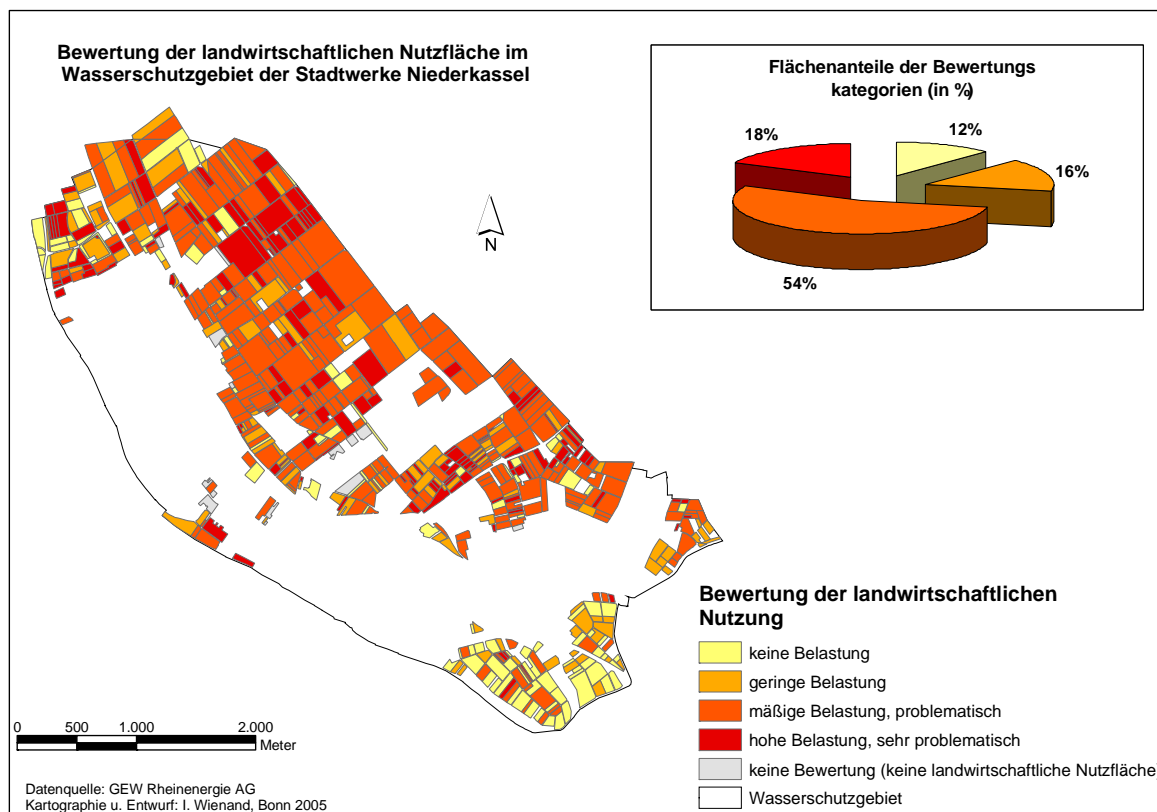 Bewertung der landwirtschaftlichen Nutzfläche im
Wasserschutzgebiet der Stadtwerke Niederkassel
Flächenanteile der Bewertungs
kategorien (in %)
18%
12%
16%
54%
N
Bewertung der landwirtschaftlichen
Nutzung
keine Belastung
geringe Belastung
mäßige Belastung, problematisch
hohe Belastung, sehr problematisch
keine Bewertung (keine landwirtschaftliche Nutzfläche)
Wasserschutzgebiet
0 500 1.000 2.000
Meter
Datenquelle: GEW Rheinenergie AG
Kartographie u. Entwurf: I. Wienand, Bonn 2005